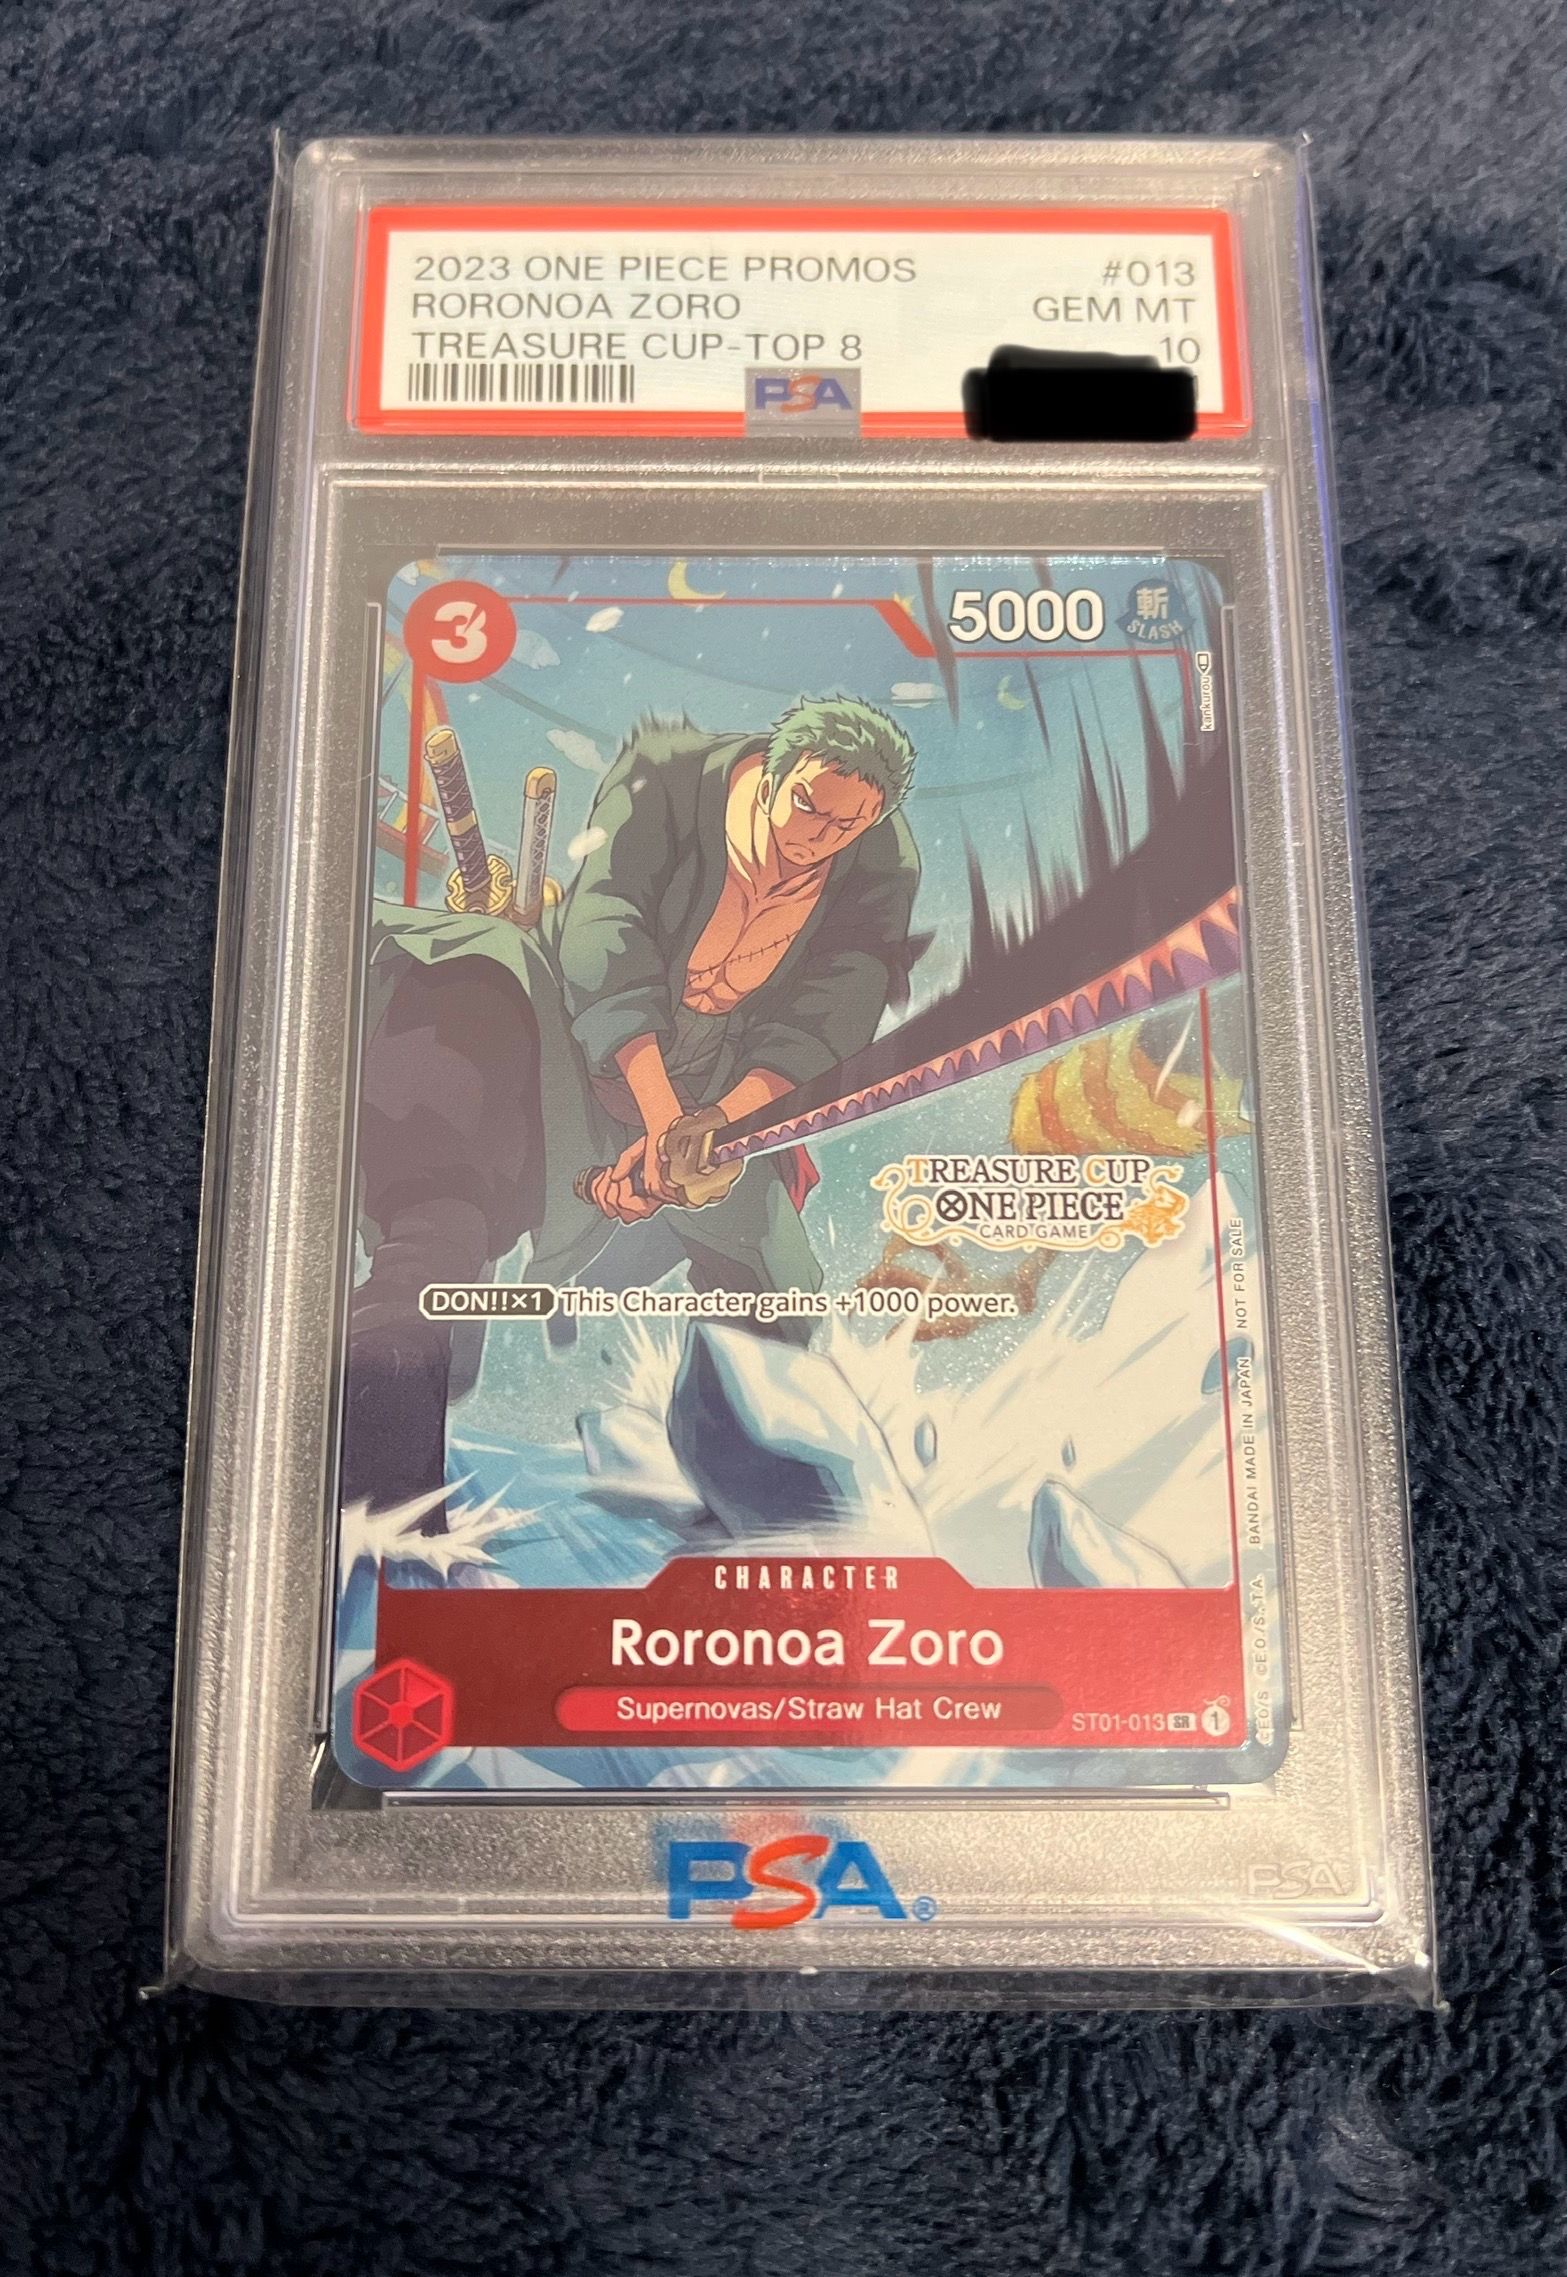 2023 ONE PIECE PROMOS #013
RORONOA ZORO GEM MT
TREASURE CUP-TOP 8 10
PSA
3
5000
斬
SLASH
kankurou
TREASURE CUP
ONE PIECE
CARD GAME
DON!!×1 This Character gains +1000 power.
BANDAI MADE IN JAPAN NOT FOR SALE
©E.O./S ©E.O./S.,T.A.
CHARACTER
Roronoa Zoro
Supernovas/Straw Hat Crew
ST01-013 SR 1
PSA®
PSA